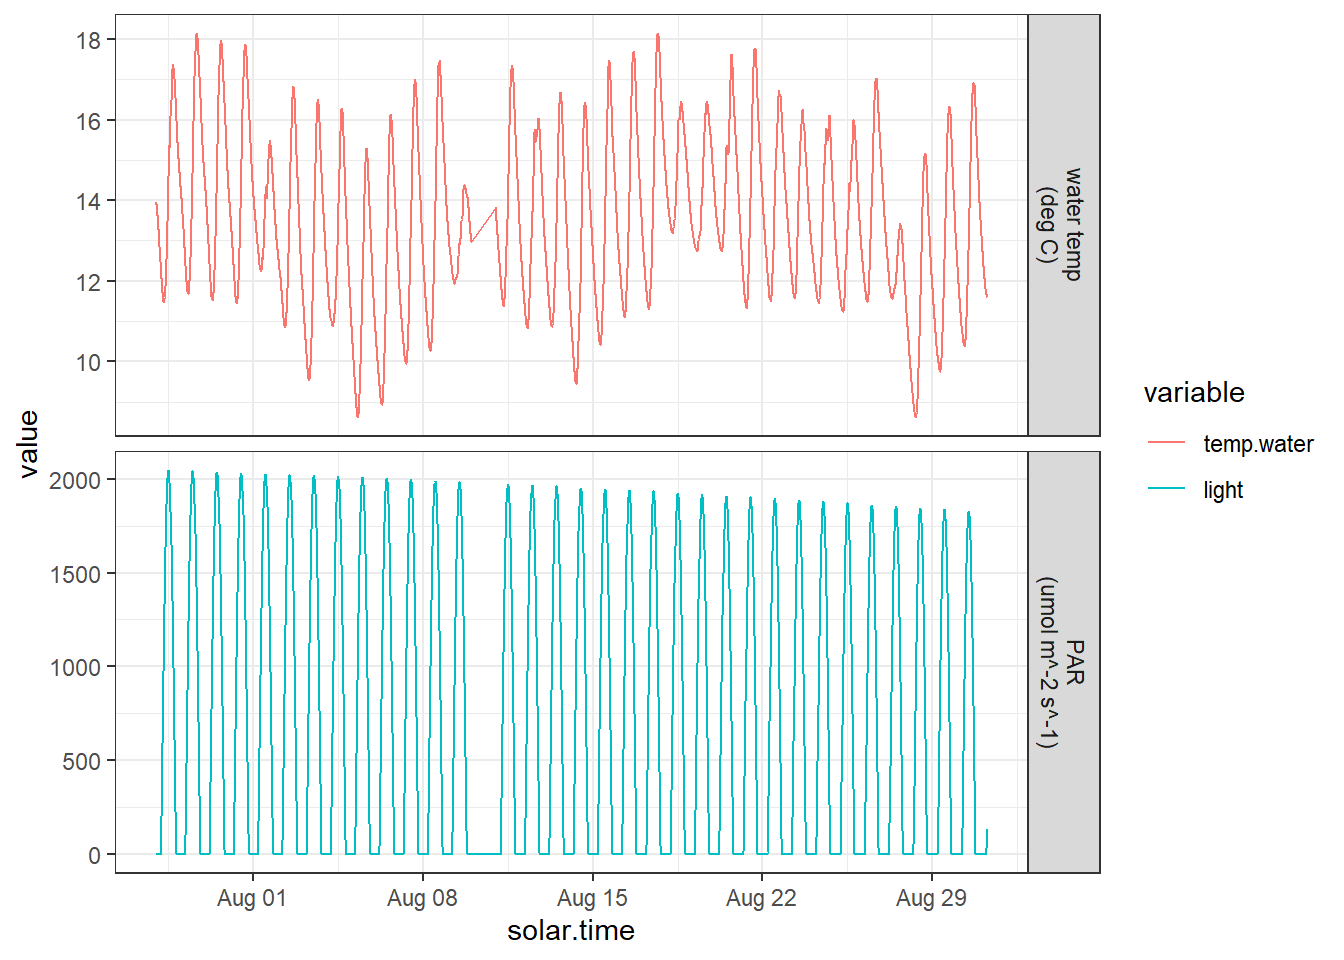 18
16
14
12
10
water temp
(deg C)
value
2000
1500
1000
500
0
PAR
(umol m^-2 s^-1)
Aug 01
Aug 08
Aug 15
Aug 22
Aug 29
solar.time
variable
temp.water
light